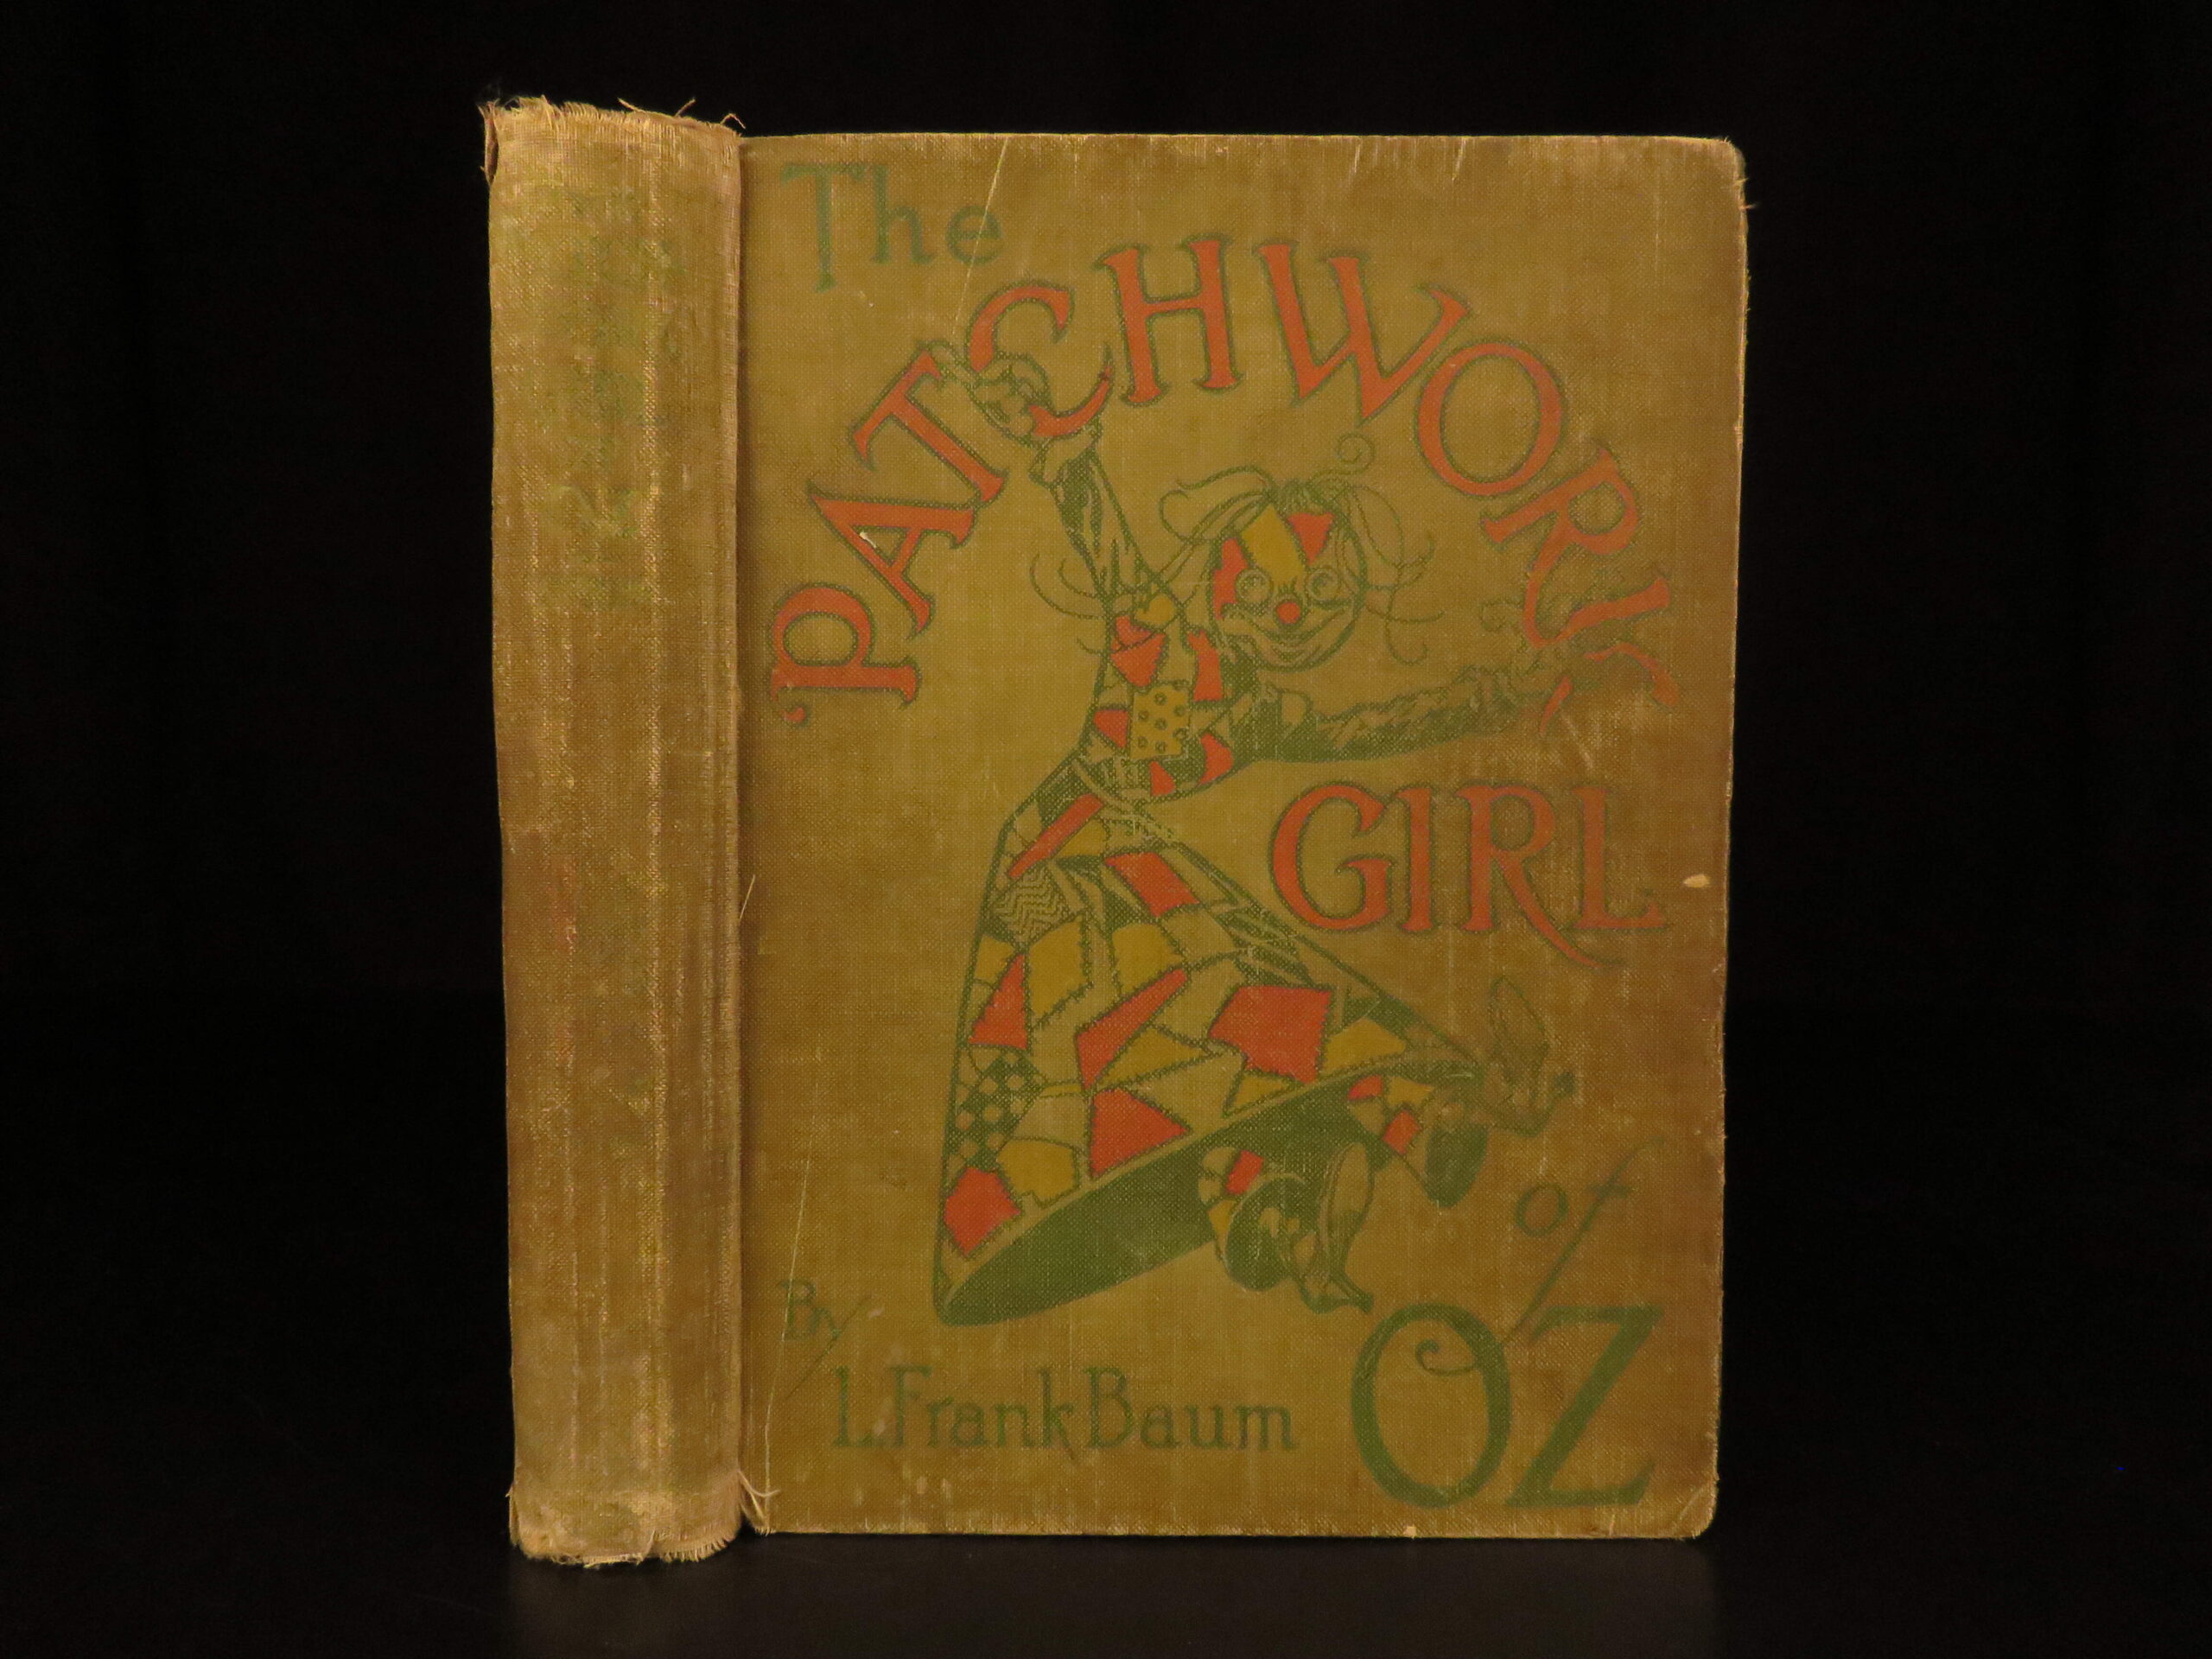 The
PATCHWORK
GIRL
of
OZ
By
L. Frank Baum